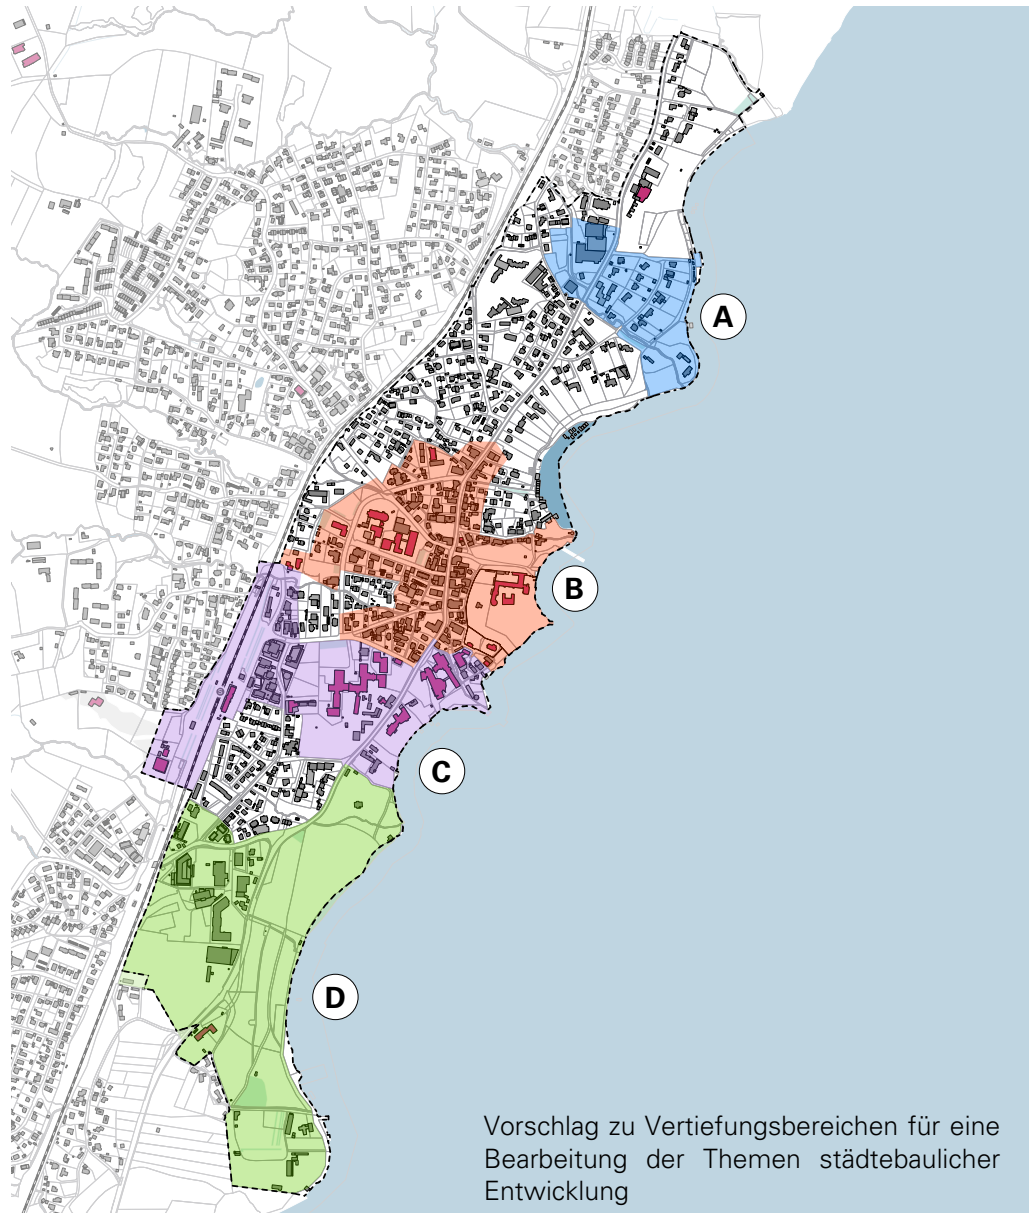 A
B
C
D
Vorschlag zu Vertiefungsbereichen für eine
Bearbeitung der Themen städtebaulicher
Entwicklung